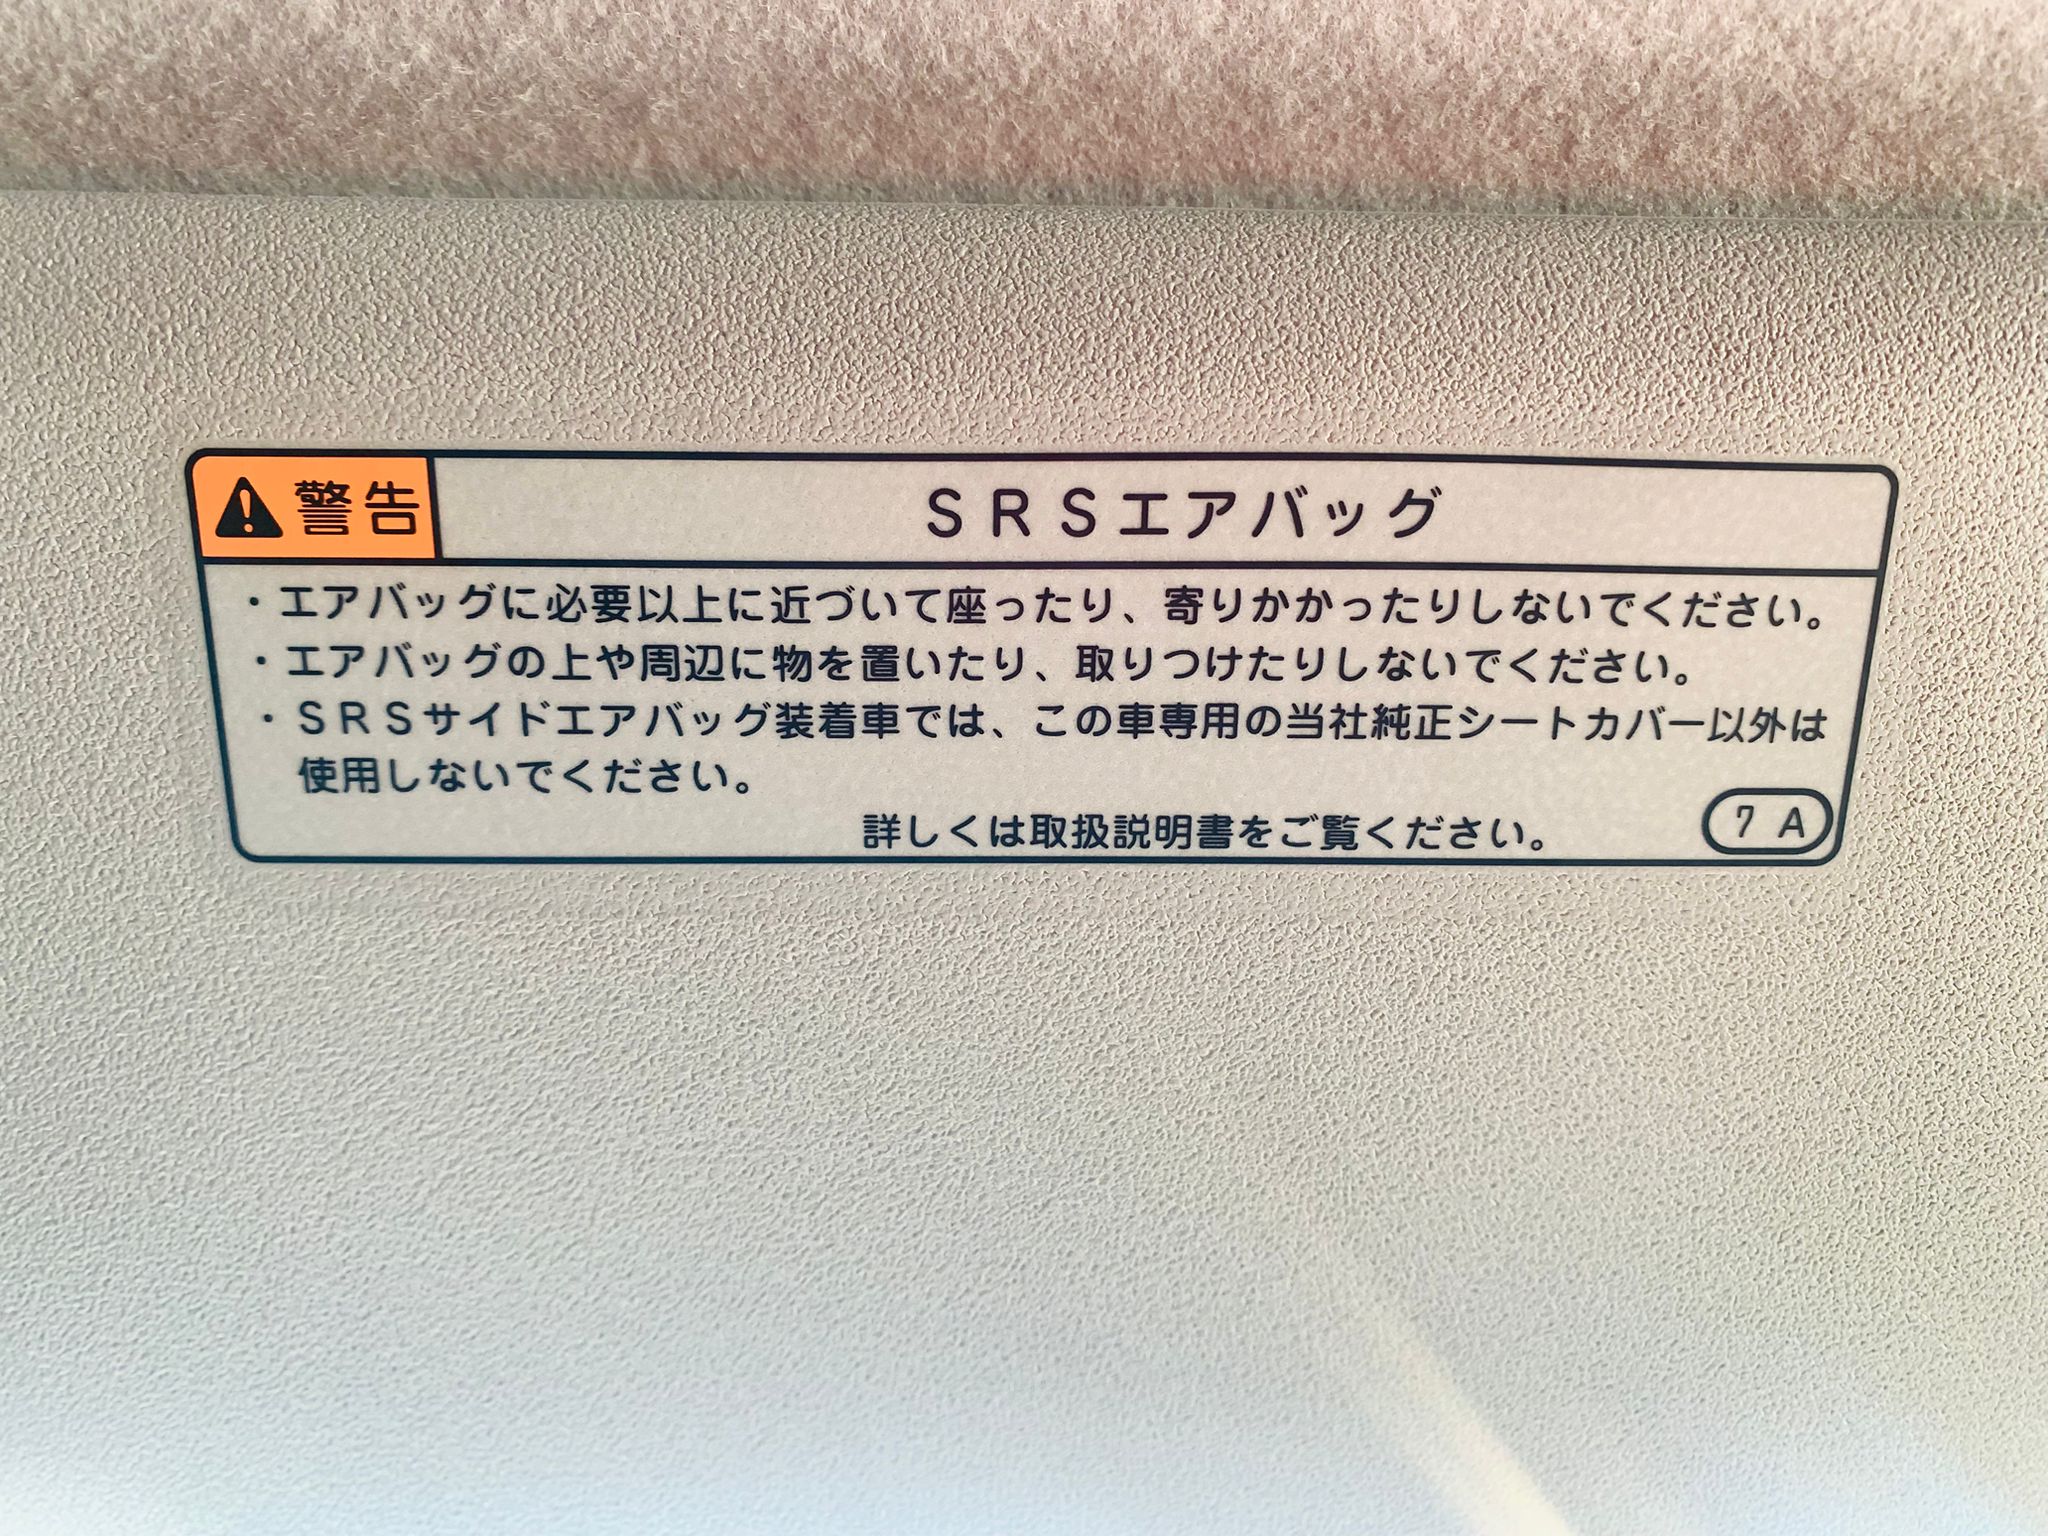 警告
ＳＲＳエアバッグ
・エアバッグに必要以上に近づいて座ったり、寄りかかったりしないでください。
・エアバッグの上や周辺に物を置いたり、取りつけたりしないでください。
・ＳＲＳサイドエアバッグ装着車では、この車専用の当社純正シートカバー以外は
使用しないでください。
詳しくは取扱説明書をご覧ください。
７Ａ